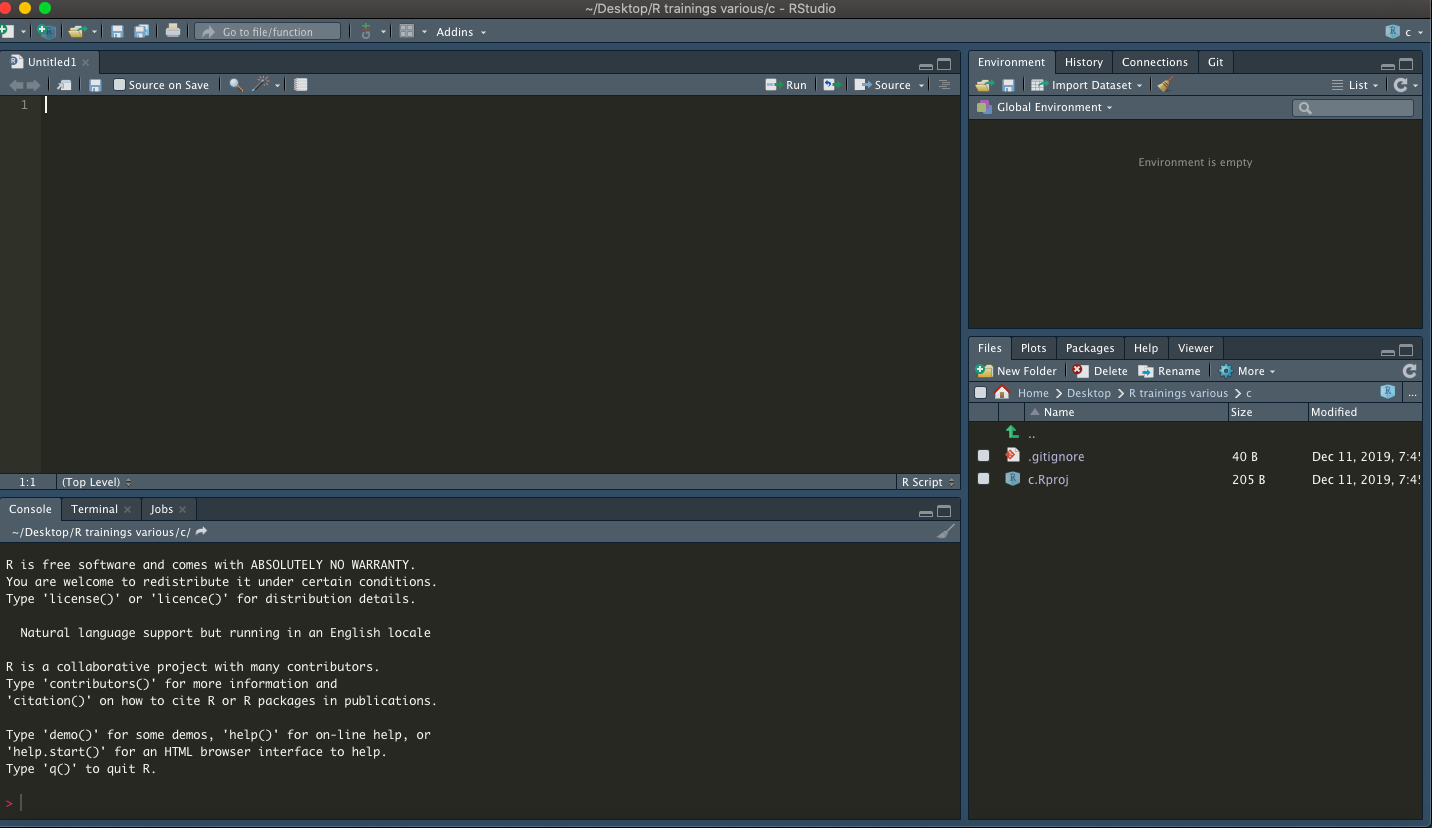 ~/Desktop/R trainings various/c - RStudio
Go to file/function
Addins
c
Untitled1
Source on Save
Run
Source
1
1:1
(Top Level)
R Script
Console
Terminal
Jobs
~/Desktop/R trainings various/c/
R is free software and comes with ABSOLUTELY NO WARRANTY.
You are welcome to redistribute it under certain conditions.
Type 'license()' or 'licence()' for distribution details.
Natural language support but running in an English locale
R is a collaborative project with many contributors.
Type 'contributors()' for more information and
'citation()' on how to cite R or R packages in publications.
Type 'demo()' for some demos, 'help()' for on-line help, or
'help.start()' for an HTML browser interface to help.
Type 'q()' to quit R.
>
Environment
History
Connections
Git
Import Dataset
List
Global Environment
Environment is empty
Files
Plots
Packages
Help
Viewer
New Folder
Delete
Rename
More
Home
Desktop
R trainings various
c
...
Name
Size
Modified
..
.gitignore
40 B
Dec 11, 2019, 7:45
c.Rproj
205 B
Dec 11, 2019, 7:45